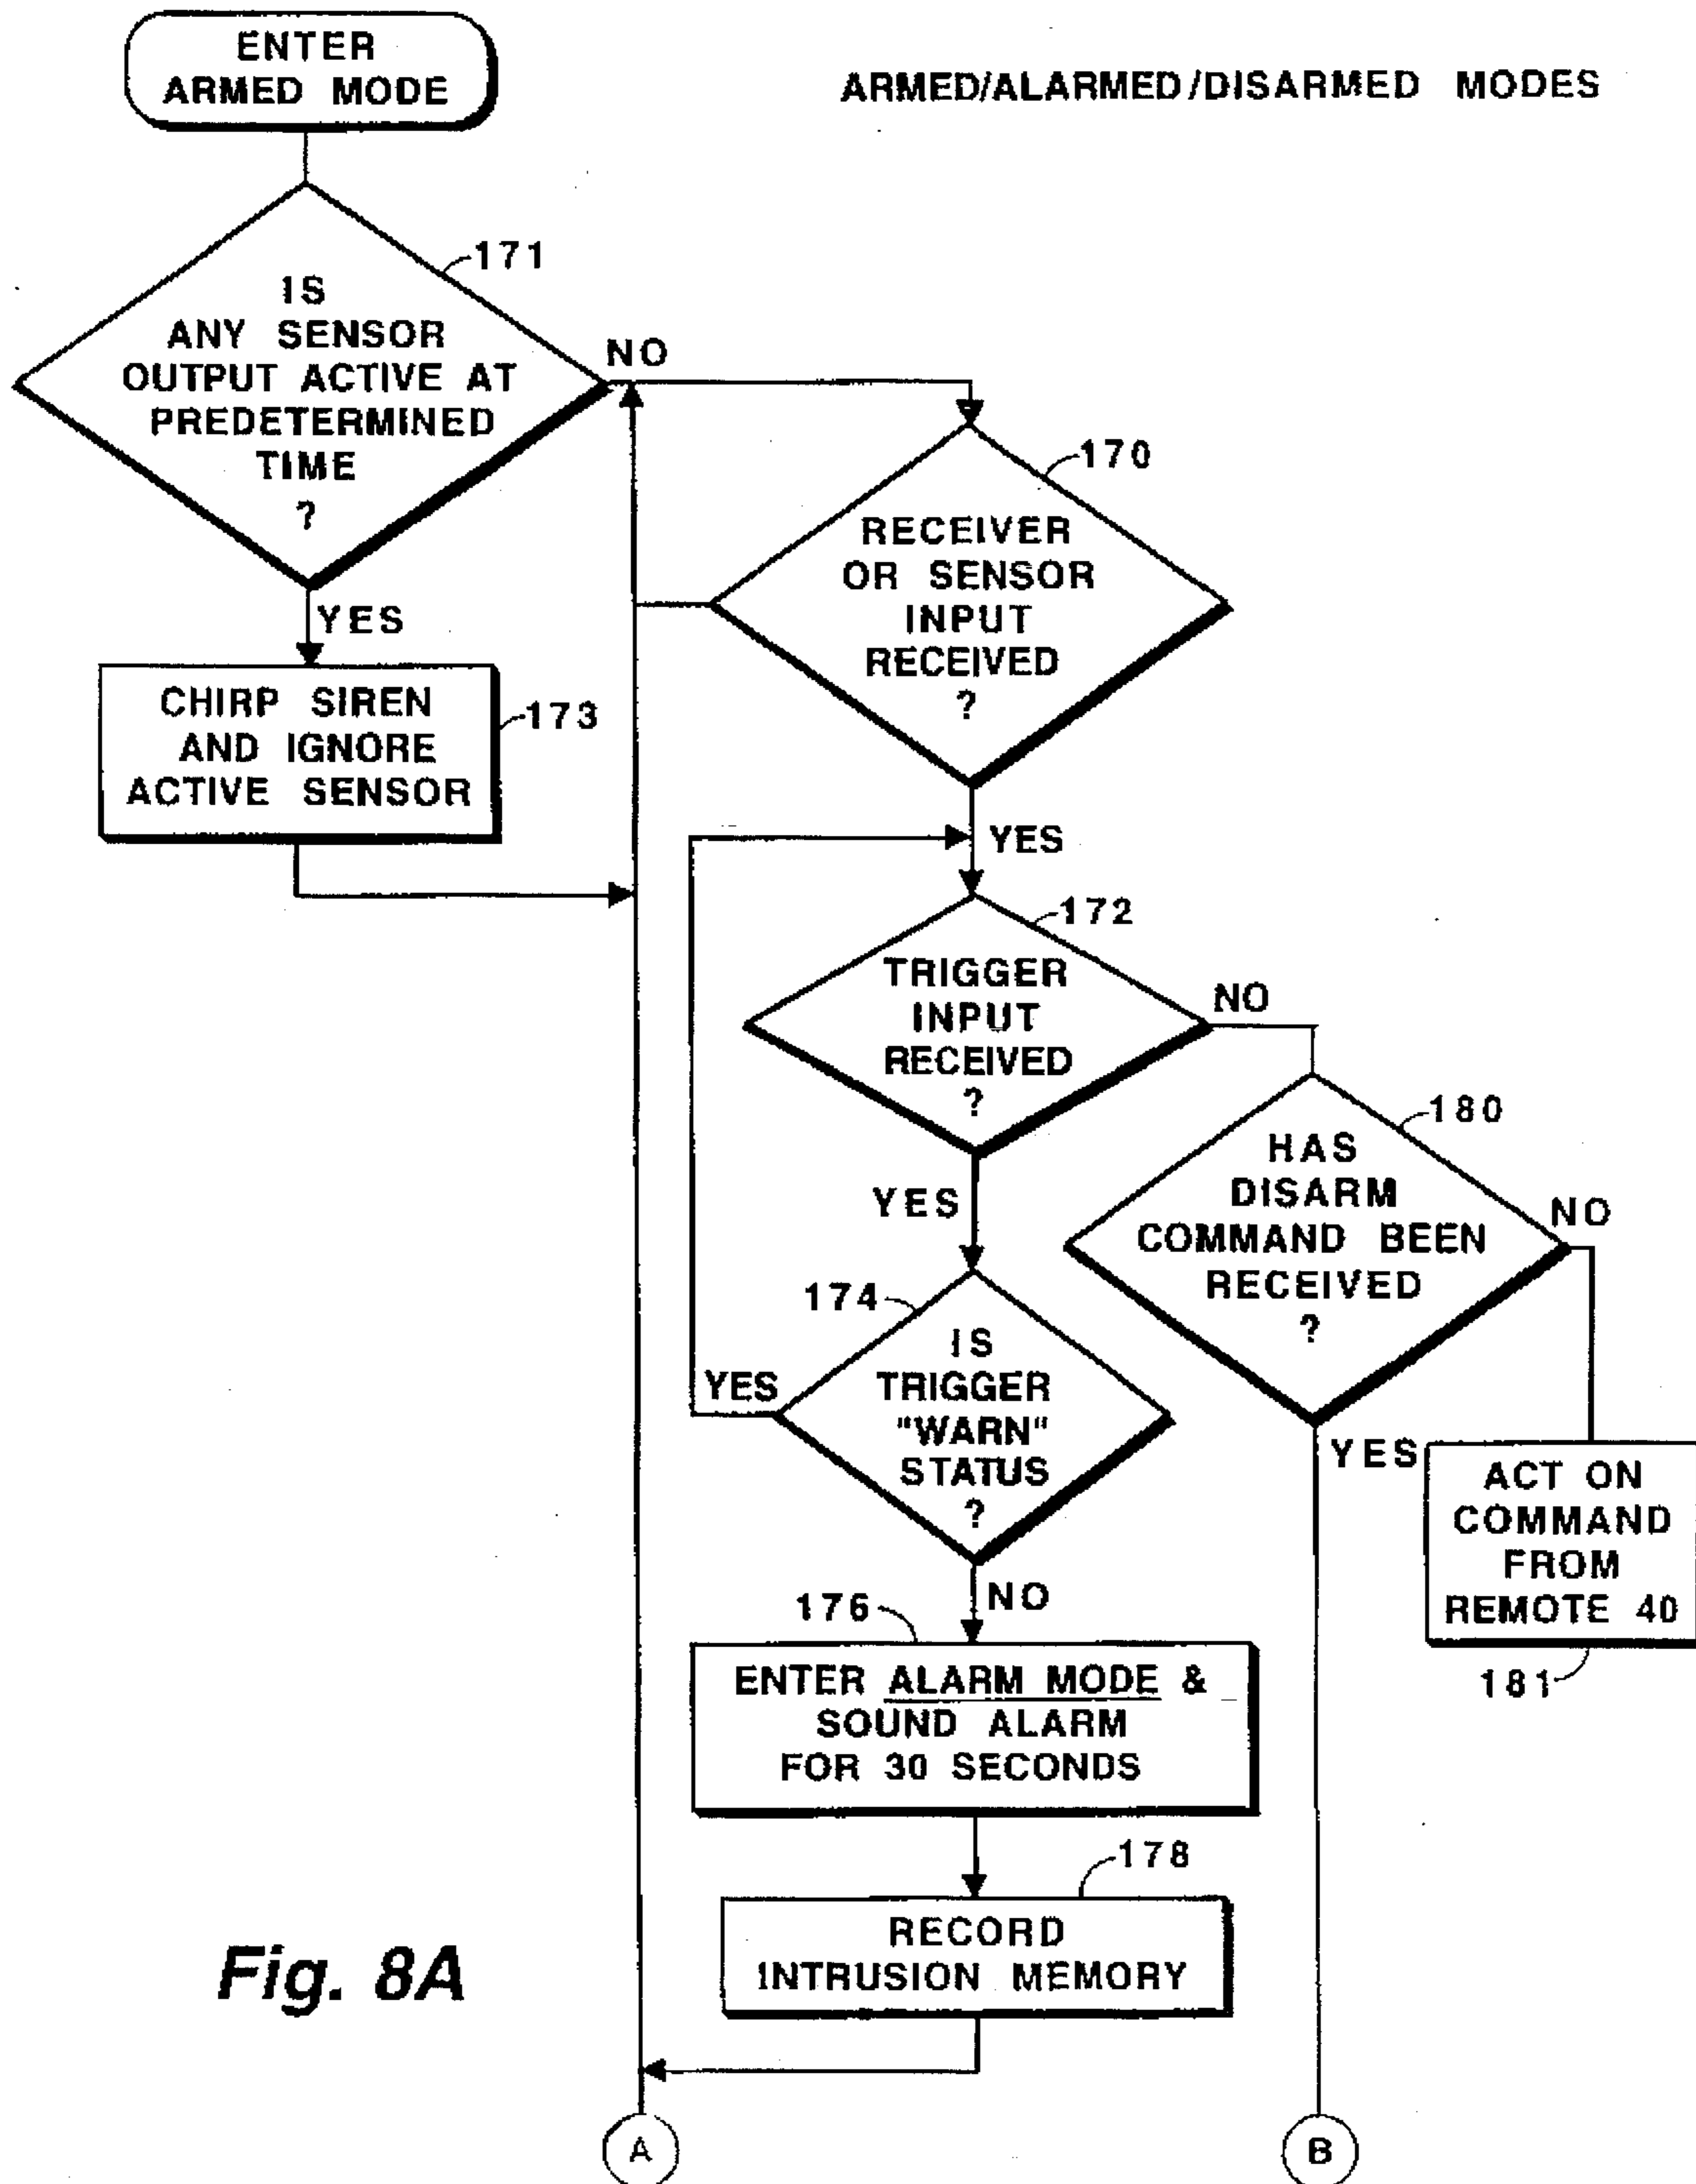 ENTER
ARMED MODE
ARMED/ALARMED/DISARMED MODES
171
IS
ANY SENSOR
OUTPUT ACTIVE AT
PREDETERMINED
TIME
?
NO
YES
CHIRP SIREN
AND IGNORE
ACTIVE SENSOR
173
170
RECEIVER
OR SENSOR
INPUT
RECEIVED
?
YES
172
TRIGGER
INPUT
RECEIVED
?
NO
YES
180
HAS
DISARM
COMMAND BEEN
RECEIVED
?
NO
YES
174
IS
TRIGGER
"WARN"
STATUS
?
YES
NO
ACT ON
COMMAND
FROM
REMOTE 40
181
176
ENTER ALARM MODE &
SOUND ALARM
FOR 30 SECONDS
178
RECORD
INTRUSION MEMORY
Fig. 8A
A
B